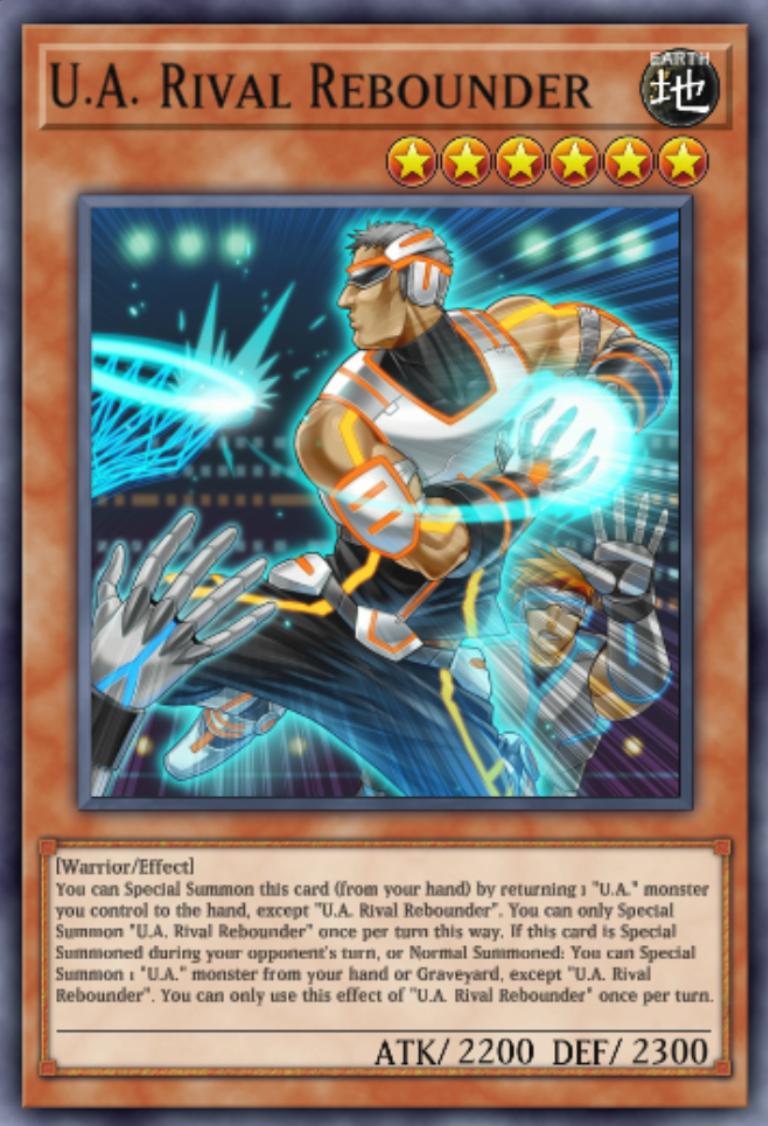 U.A. Rival Rebounder
EARTH
地
[Warrior/Effect]
You can Special Summon this card (from your hand) by returning 1 "U.A." monster
you control to the hand, except "U.A. Rival Rebounder". You can only Special
Summon "U.A. Rival Rebounder" once per turn this way. If this card is Special
Summoned during your opponent's turn, or Normal Summoned: You can Special
Summon 1 "U.A." monster from your hand or Graveyard, except "U.A. Rival
Rebounder". You can only use this effect of "U.A. Rival Rebounder" once per turn.
ATK/ 2200 DEF/ 2300